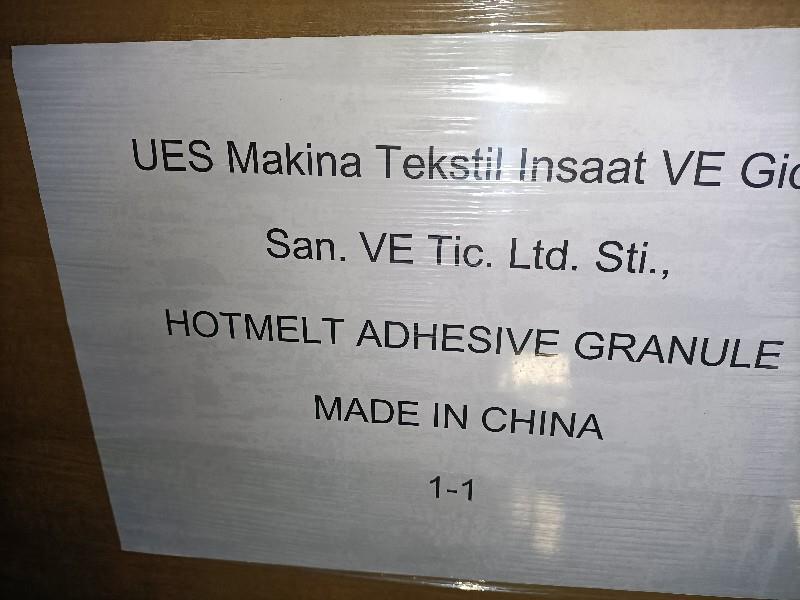 UES Makina Tekstil Insaat VE
San. VE Tic. Ltd. Sti.,
HOTMELT ADHESIVE GRANULE
MADE IN CHINA
1-1